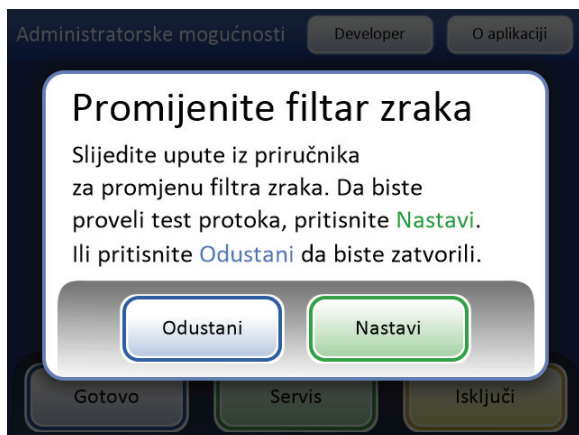 Administratorske mogućnosti Developer O aplikaciji
Promijenite filtar zraka
Slijedite upute iz priručnika
za promjenu filtra zraka. Da biste
proveli test protoka, pritisnite Nastavi.
Ili pritisnite Odustani da biste zatvorili.
Odustani Nastavi
Gotovo Servis Isključi